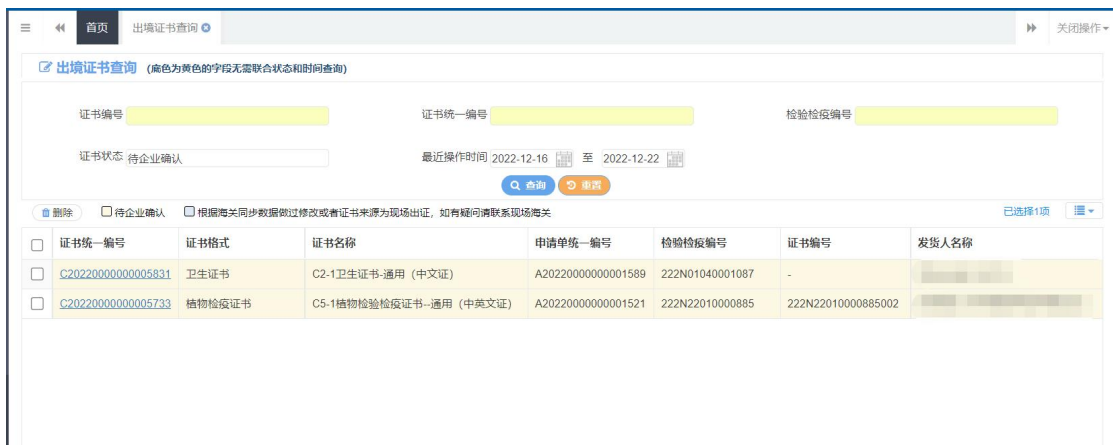 首页 出境证书查询 关闭操作
出境证书查询 (底色为黄色的字段无需联合状态和时间查询)
证书编号 证书统一编号 检验检疫编号
证书状态 待企业确认 最近操作时间 2022-12-16 至 2022-12-22
查询 重置
删除 待企业确认 根据海关同步数据做过修改或者证书来源为现场出证，如有疑问请联系现场海关 已选择1项
证书统一编号 证书格式 证书名称 申请单统一编号 检验检疫编号 证书编号 发货人名称
C20220000000005831 卫生证书 C2-1卫生证书-通用（中文证） A20220000000001589 222N01040001087 -
C20220000000005733 植物检疫证书 C5-1植物检验检疫证书--通用（中英文证） A20220000000001521 222N22010000885 222N22010000885002